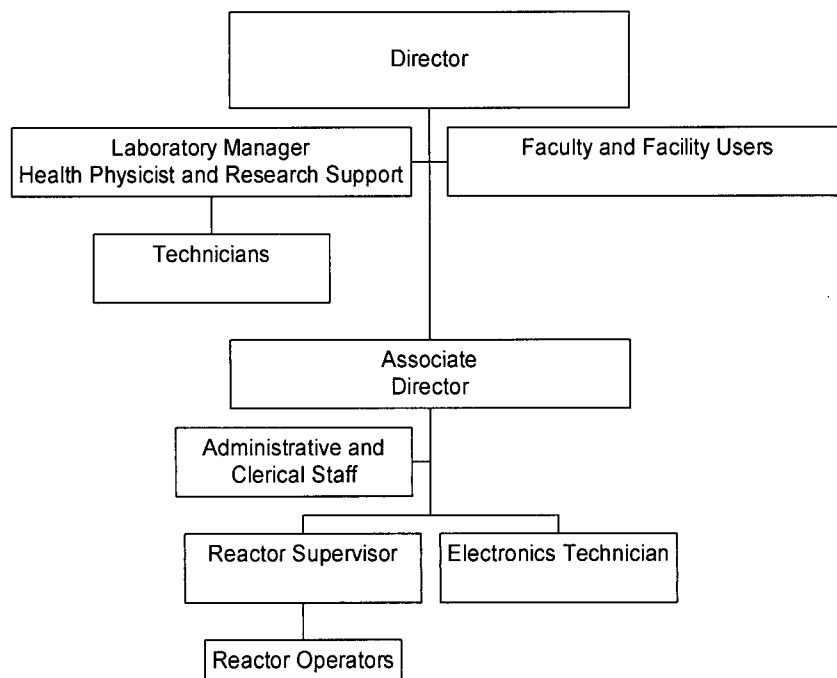 Director
Laboratory Manager
Health Physicist and Research Support
Faculty and Facility Users
Technicians
Associate
Director
Administrative and
Clerical Staff
Reactor Supervisor
Electronics Technician
Reactor Operators